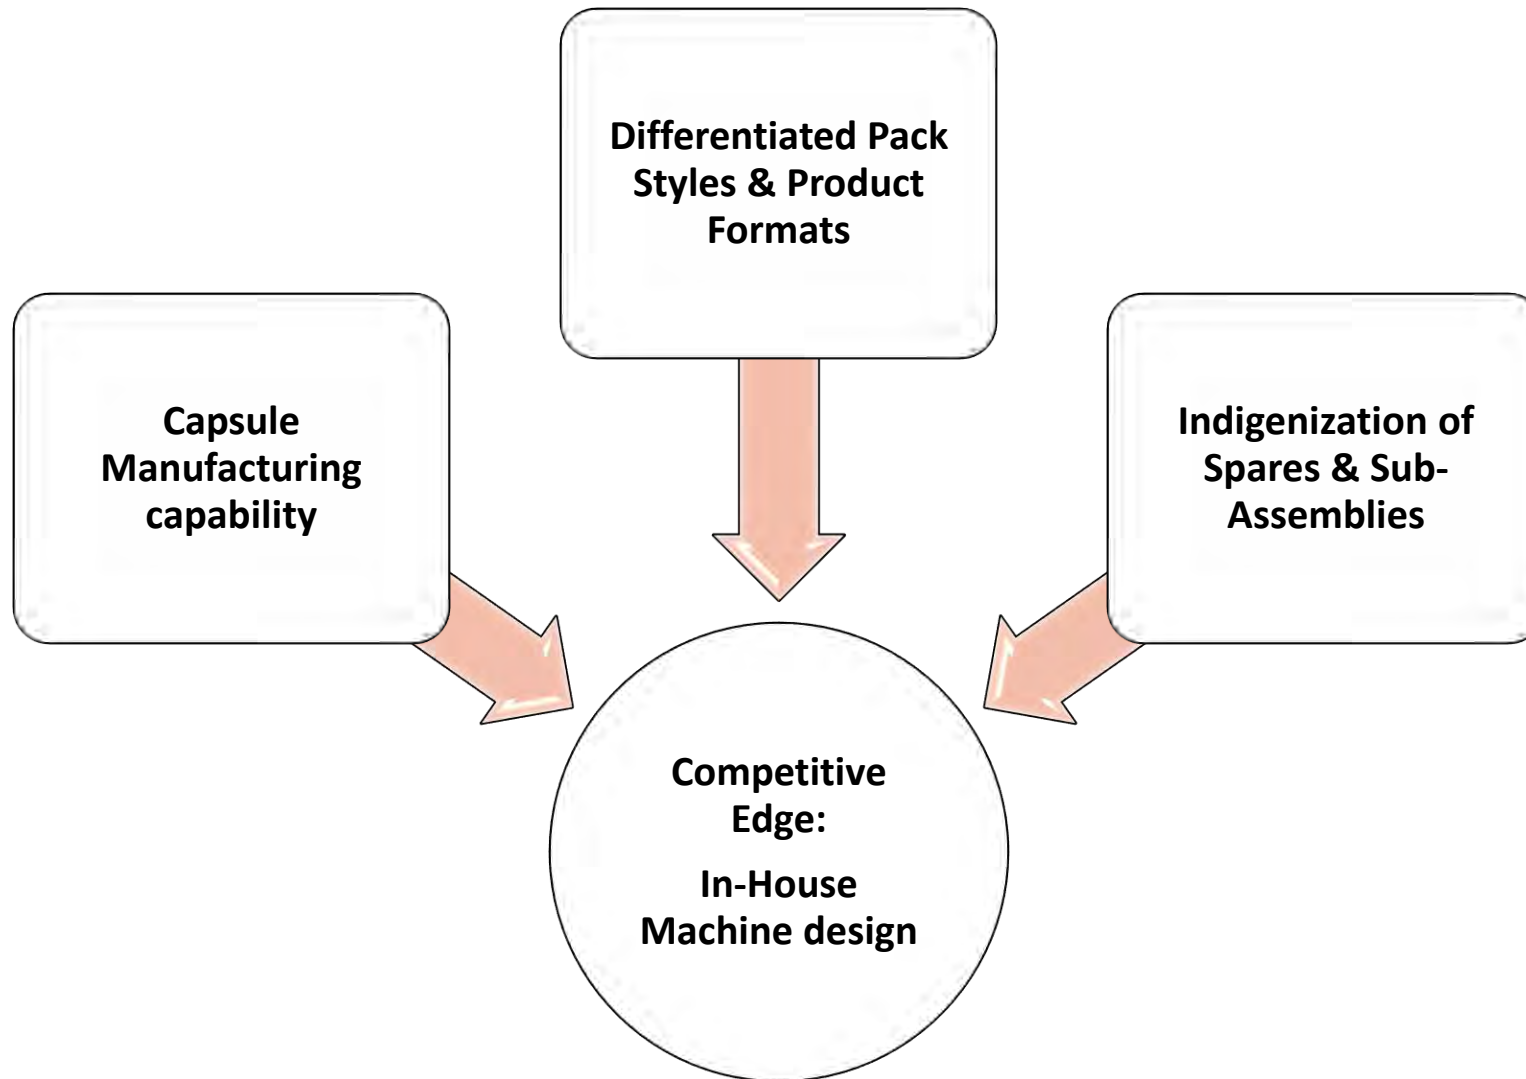 Differentiated Pack
Styles & Product
Formats
Capsule
Manufacturing
capability
Indigenization of
Spares & Sub-
Assemblies
Competitive
Edge:
In-House
Machine design